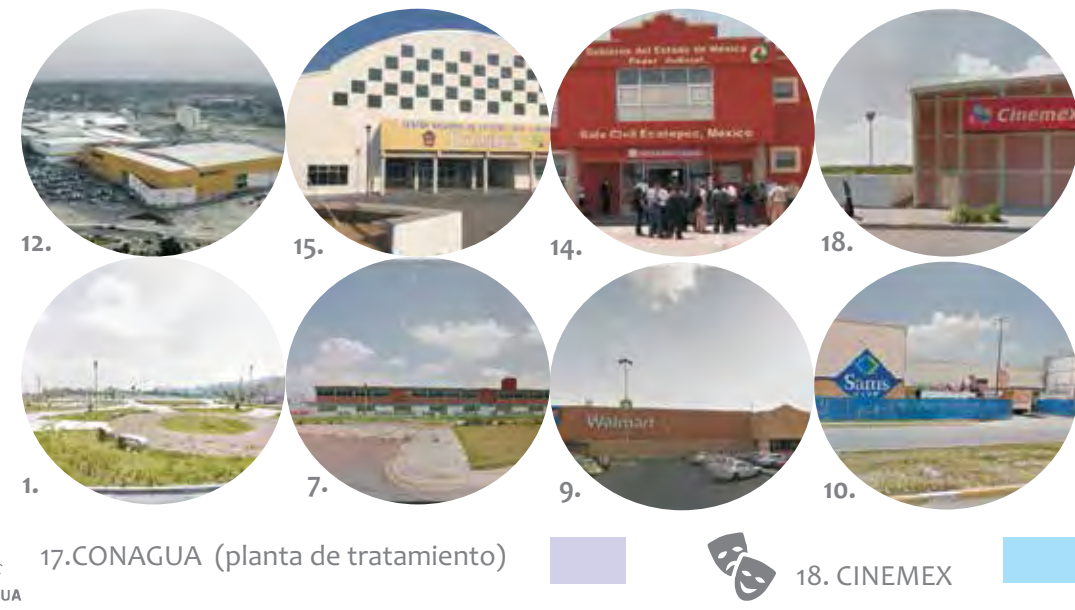 Gobierno del Estado de México
Poder Judicial
Sala Civil Ecatepec, México
Cinemex
12.
15.
14.
18.
Walmart
Sams
1.
7.
9.
10.
17.CONAGUA (planta de tratamiento)
18. CINEMEX
UA